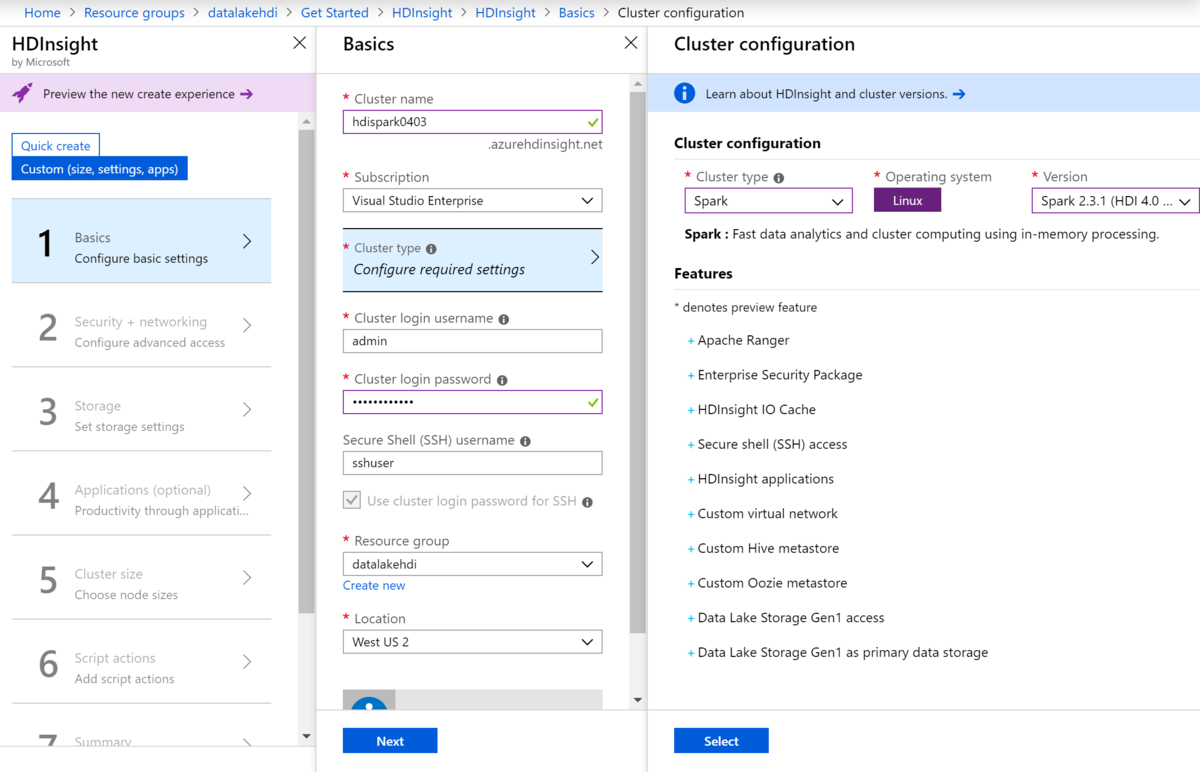 Home > Resource groups > datalakehdi > Get Started > HDInsight > HDInsight > Basics > Cluster configuration
HDInsight
by Microsoft
Preview the new create experience →
Quick create
Custom (size, settings, apps)
1
Basics
Configure basic settings
2
Security + networking
Configure advanced access
3
Storage
Set storage settings
4
Applications (optional)
Productivity through applicati...
5
Cluster size
Choose node sizes
6
Script actions
Add script actions
7
Summary
Basics
* Cluster name
hdispark0403
.azurehdinsight.net
* Subscription
Visual Studio Enterprise
* Cluster type
Configure required settings
* Cluster login username
admin
* Cluster login password
••••••••••••
Secure Shell (SSH) username
sshuser
Use cluster login password for SSH
* Resource group
datalakehdi
Create new
* Location
West US 2
Next
Cluster configuration
Learn about HDInsight and cluster versions. →
Cluster configuration
* Cluster type * Operating system * Version
Spark Linux Spark 2.3.1 (HDI 4.0 ...
Spark : Fast data analytics and cluster computing using in-memory processing.
Features
* denotes preview feature
+ Apache Ranger
+ Enterprise Security Package
+ HDInsight IO Cache
+ Secure shell (SSH) access
+ HDInsight applications
+ Custom virtual network
+ Custom Hive metastore
+ Custom Oozie metastore
+ Data Lake Storage Gen1 access
+ Data Lake Storage Gen1 as primary data storage
Select